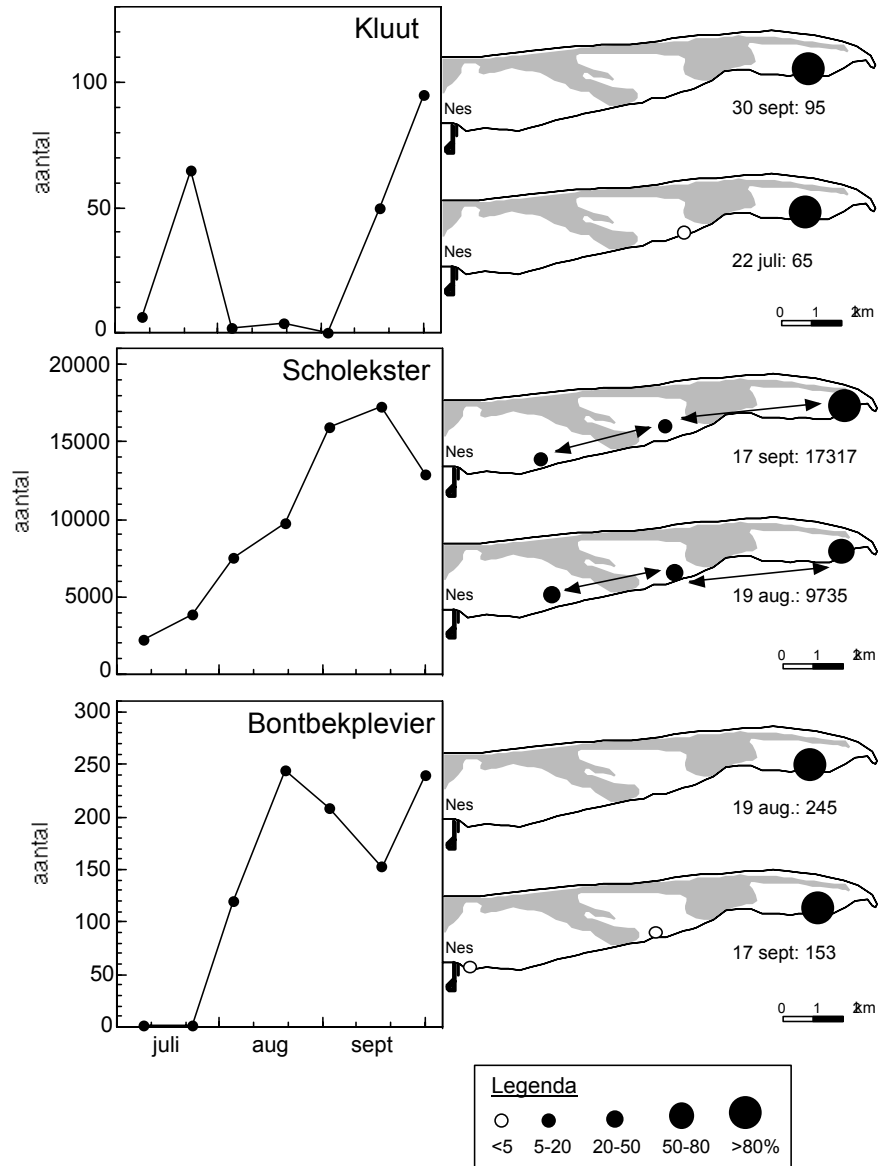 Kluut
100
50
0
aantal
Nes
30 sept: 95
Nes
22 juli: 65
0 1 2 km
Scholekster
20000
15000
10000
5000
0
aantal
Nes
17 sept: 17317
Nes
19 aug.: 9735
0 1 2 km
Bontbekplevier
300
250
200
150
100
50
0
aantal
juli aug sept
Nes
19 aug.: 245
Nes
17 sept: 153
0 1 2 km
Legenda
<5 5-20 20-50 50-80 >80%